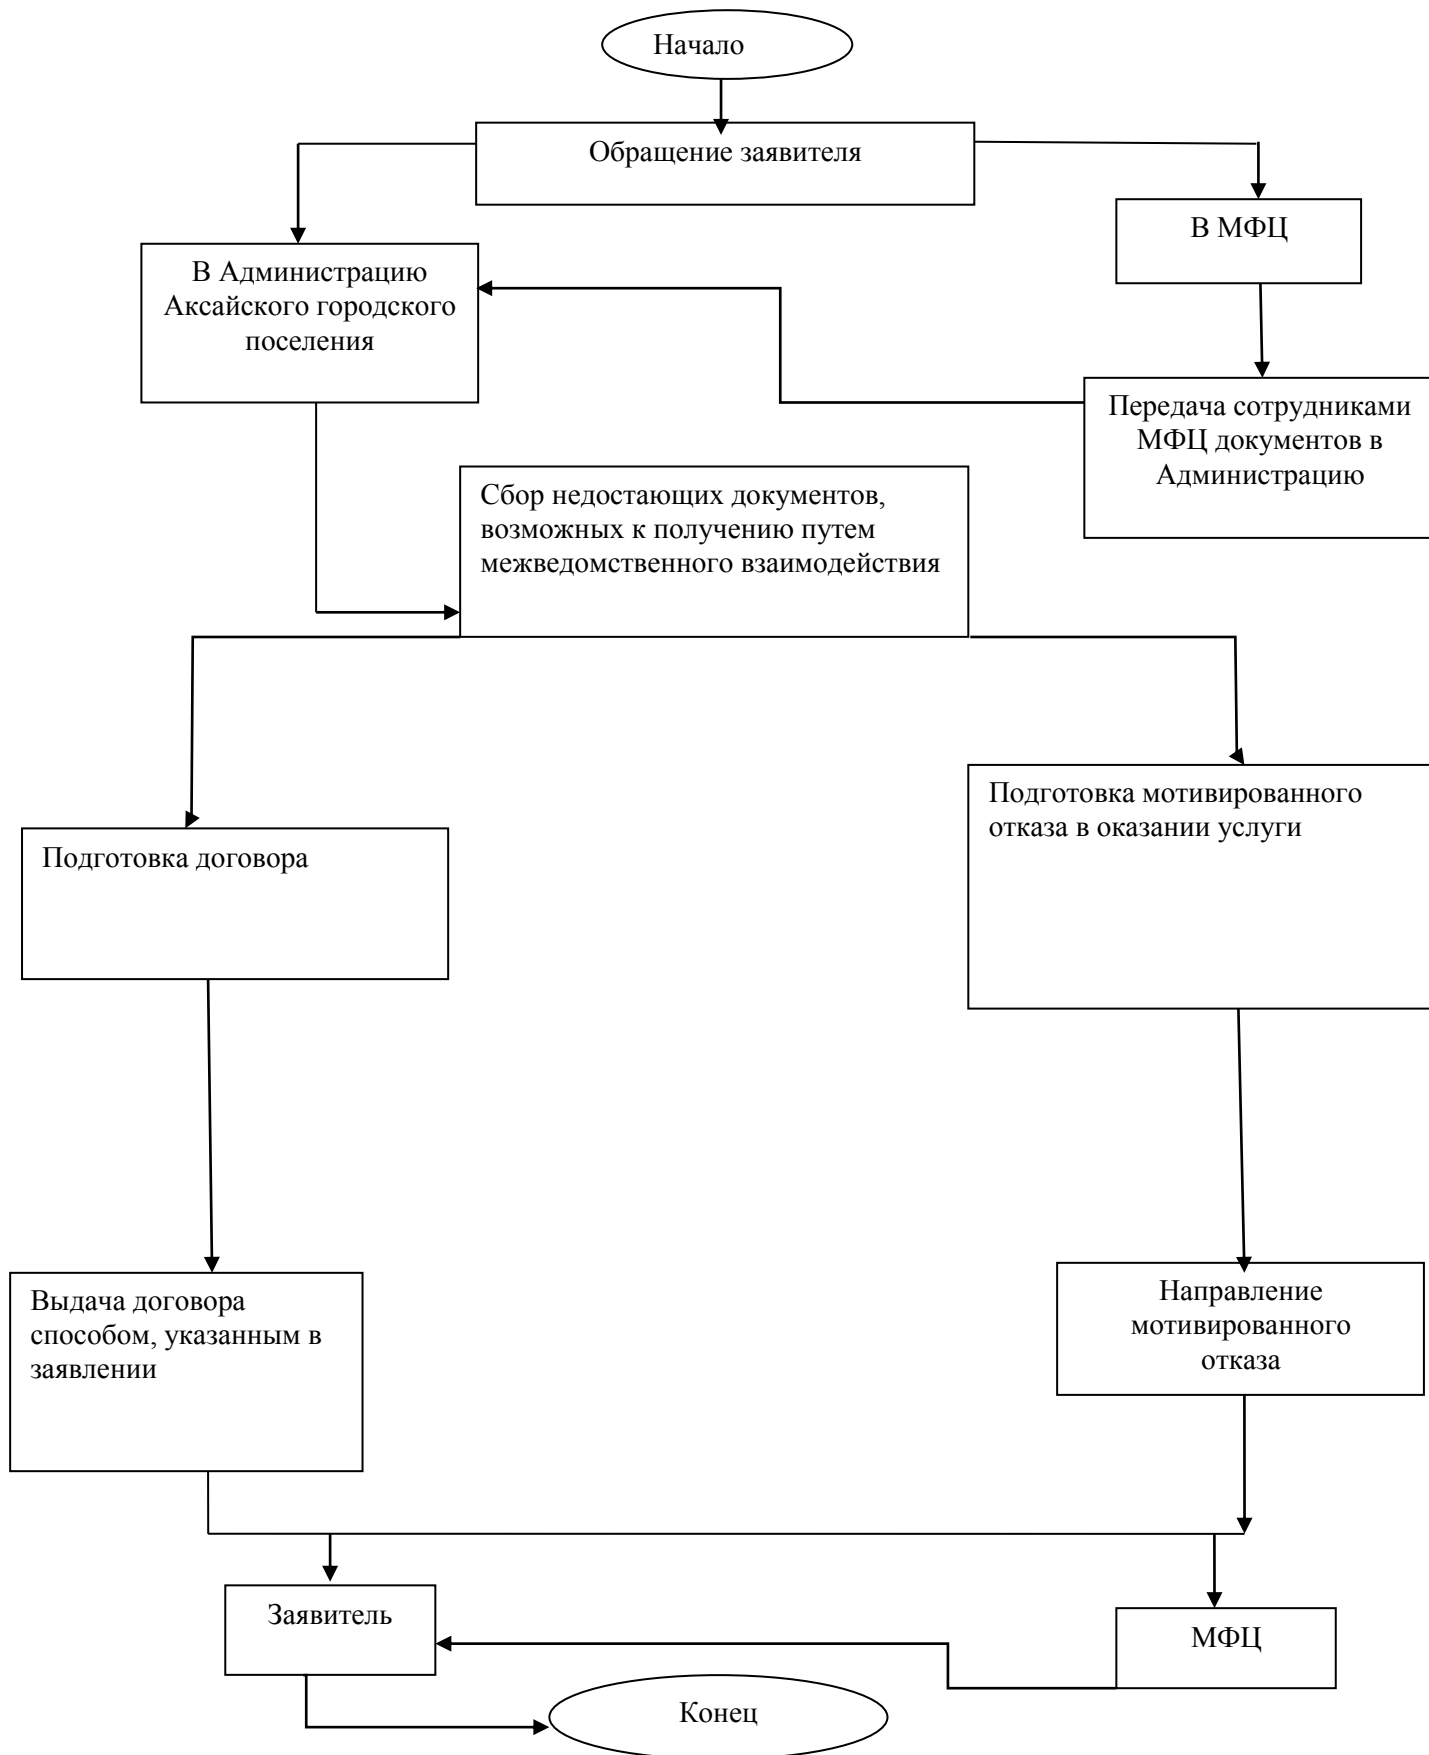 Начало
Обращение заявителя
В МФЦ
В Администрацию
Аксайского городского
поселения
Передача сотрудниками
МФЦ документов в
Администрацию
Сбор недостающих документов,
возможных к получению путем
межведомственного взаимодействия
Подготовка мотивированного
отказа в оказании услуги
Подготовка договора
Выдача договора
способом, указанным в
заявлении
Направление
мотивированного
отказа
Заявитель
МФЦ
Конец